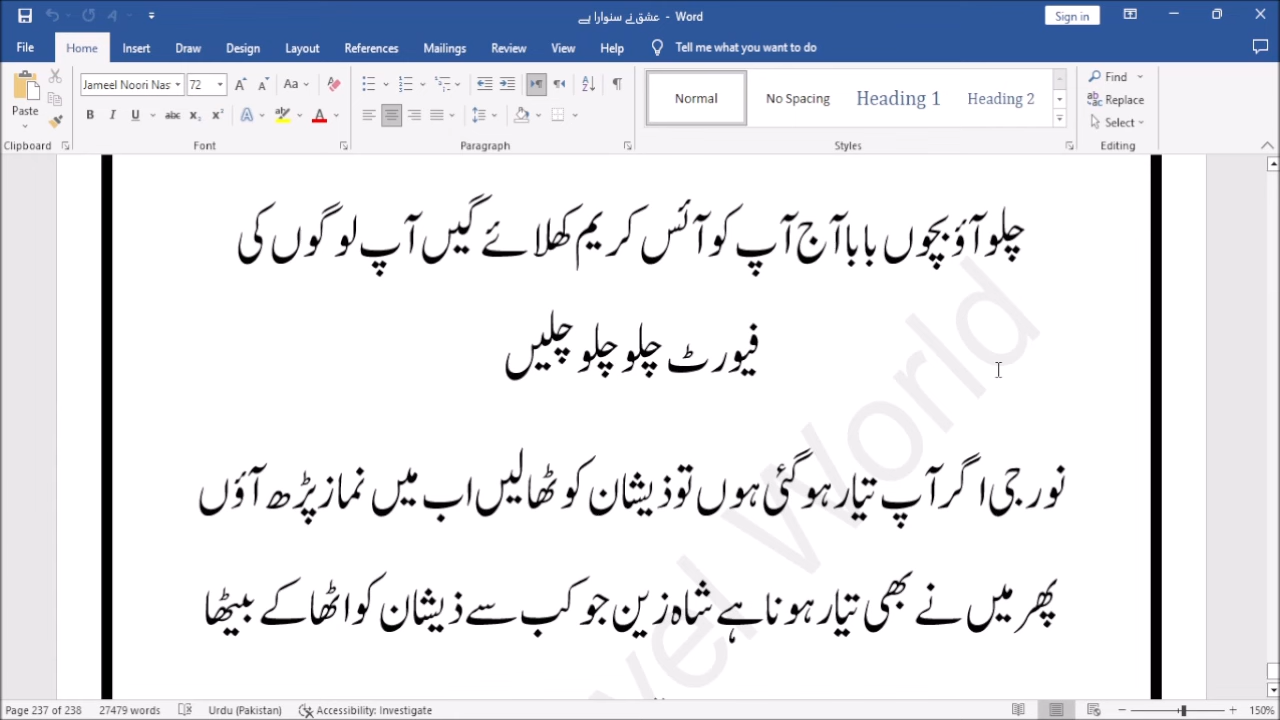 عشق نے سنوارا ہے - Word
Sign in
File Home Insert Draw Design Layout References Mailings Review View Help Tell me what you want to do
Paste
Jameel Noori Nas 72
Normal
No Spacing
Heading 1
Heading 2
Find
Replace
Select
Clipboard Font Paragraph Styles Editing
چلو آؤ بچوں بابا آج آپ کو آئس کریم کھلائے گیں آپ لوگوں کی
فیورٹ چلو چلو چلیں
نور جی اگر آپ تیار ہو گئی ہوں تو ذیشان کو ٹھالیں اب میں نماز پڑھ آؤں
پھر میں نے بھی تیار ہونا ہے شاہ زین جو کب سے ذیشان کو اٹھا کے بیٹھا
vel World
Page 237 of 238 27479 words Urdu (Pakistan) Accessibility: Investigate 150%